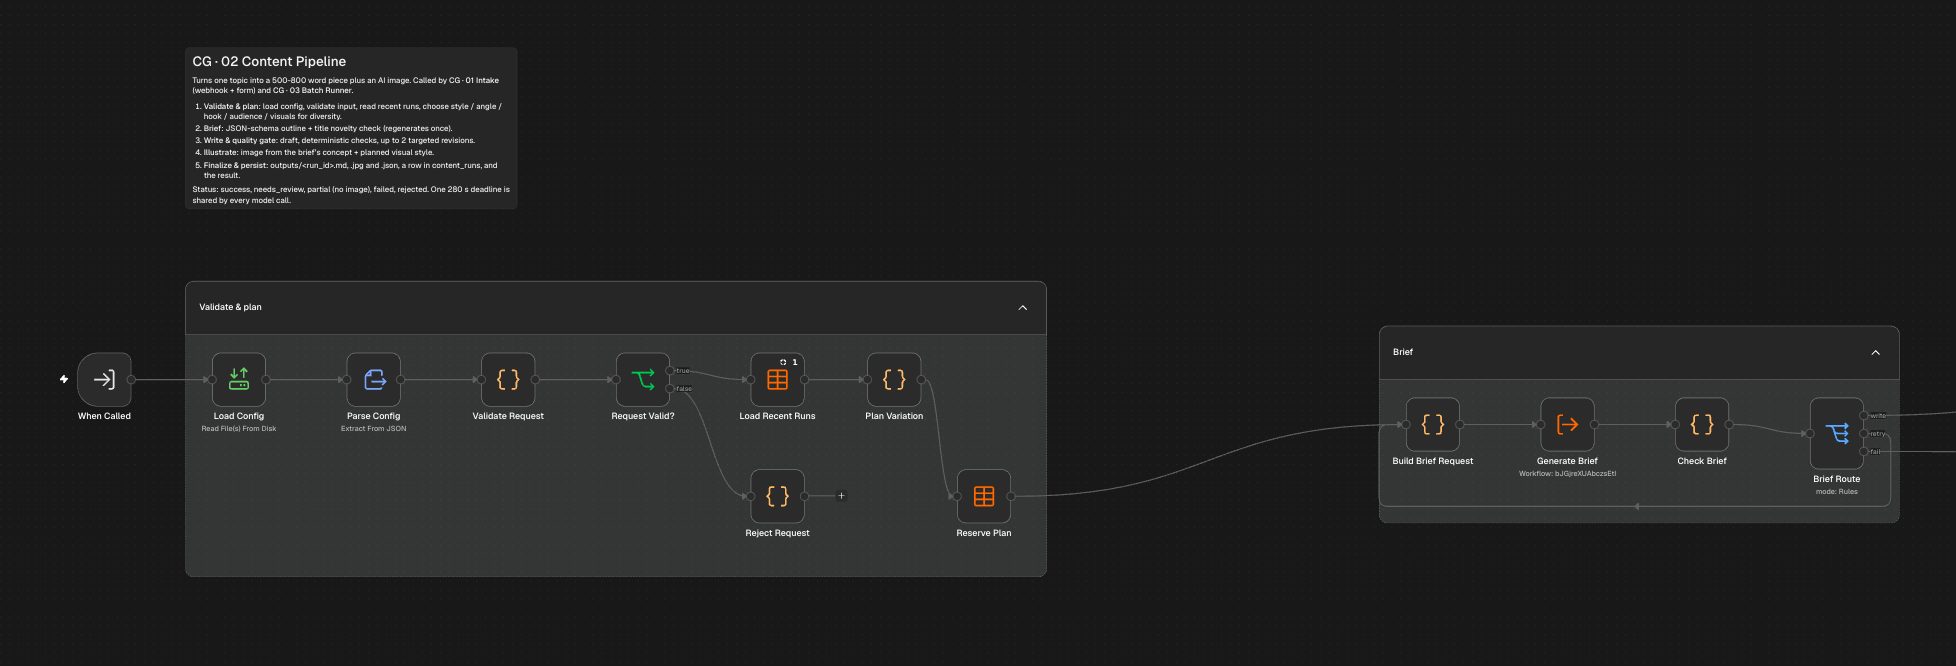 CG · 02 Content Pipeline
Turns one topic into a 500-800 word piece plus an AI image. Called by CG · 01 Intake
(webhook + form) and CG · 03 Batch Runner.
1. Validate & plan: load config, validate input, read recent runs, choose style / angle /
hook / audience / visuals for diversity.
2. Brief: JSON-schema outline + title novelty check (regenerates once).
3. Write & quality gate: draft, deterministic checks, up to 2 targeted revisions.
4. Illustrate: image from the brief's concept + planned visual style.
5. Finalize & persist: outputs/<run_id>.md, .jpg and .json, a row in content_runs, and
the result.
Status: success, needs_review, partial (no image), failed, rejected. One 280 s deadline is
shared by every model call.
Validate & plan
When Called
Load Config
Read File(s) From Disk
Parse Config
Extract From JSON
Validate Request
Request Valid?
true
false
1
Load Recent Runs
Plan Variation
Reject Request
Reserve Plan
Brief
Build Brief Request
Generate Brief
Workflow: bJGjreXUAbczsEtI
Check Brief
write
retry
fail
Brief Route
mode: Rules